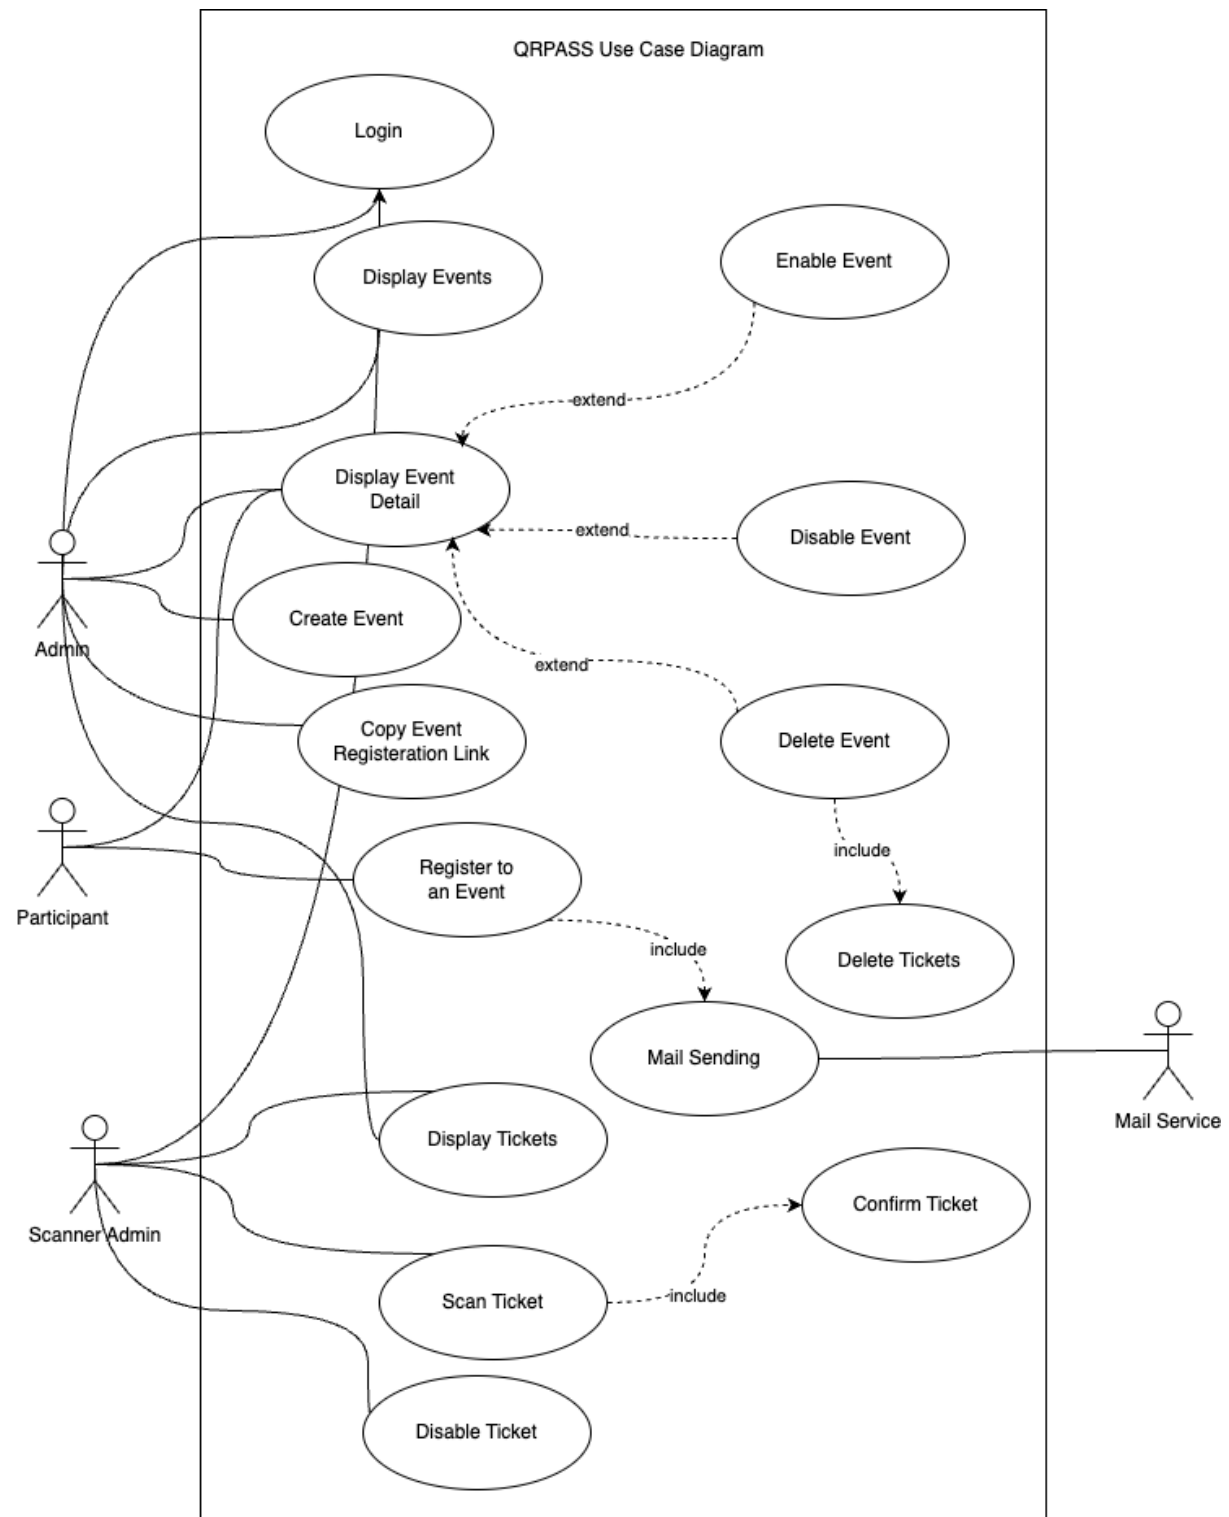 QRPASS Use Case Diagram
Login
Display Events
Enable Event
extend
Display Event
Detail
extend
Disable Event
Create Event
Admin
extend
Copy Event
Registeration Link
Delete Event
include
Register to
an Event
Participant
include
Delete Tickets
Mail Sending
Mail Service
Display Tickets
Confirm Ticket
Scanner Admin
include
Scan Ticket
Disable Ticket